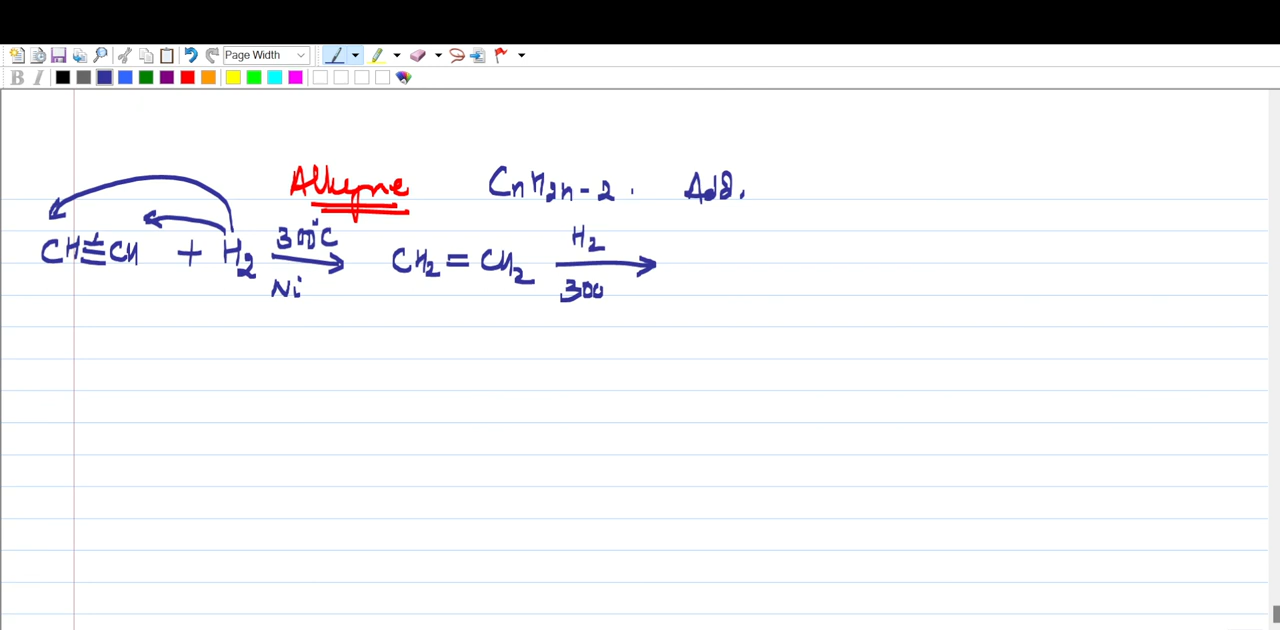 Page Width
B I
Alkyne CnH2n-2. Add.
CH≡CH + H2 300°C Ni → CH2 = CH2 H2 300 →